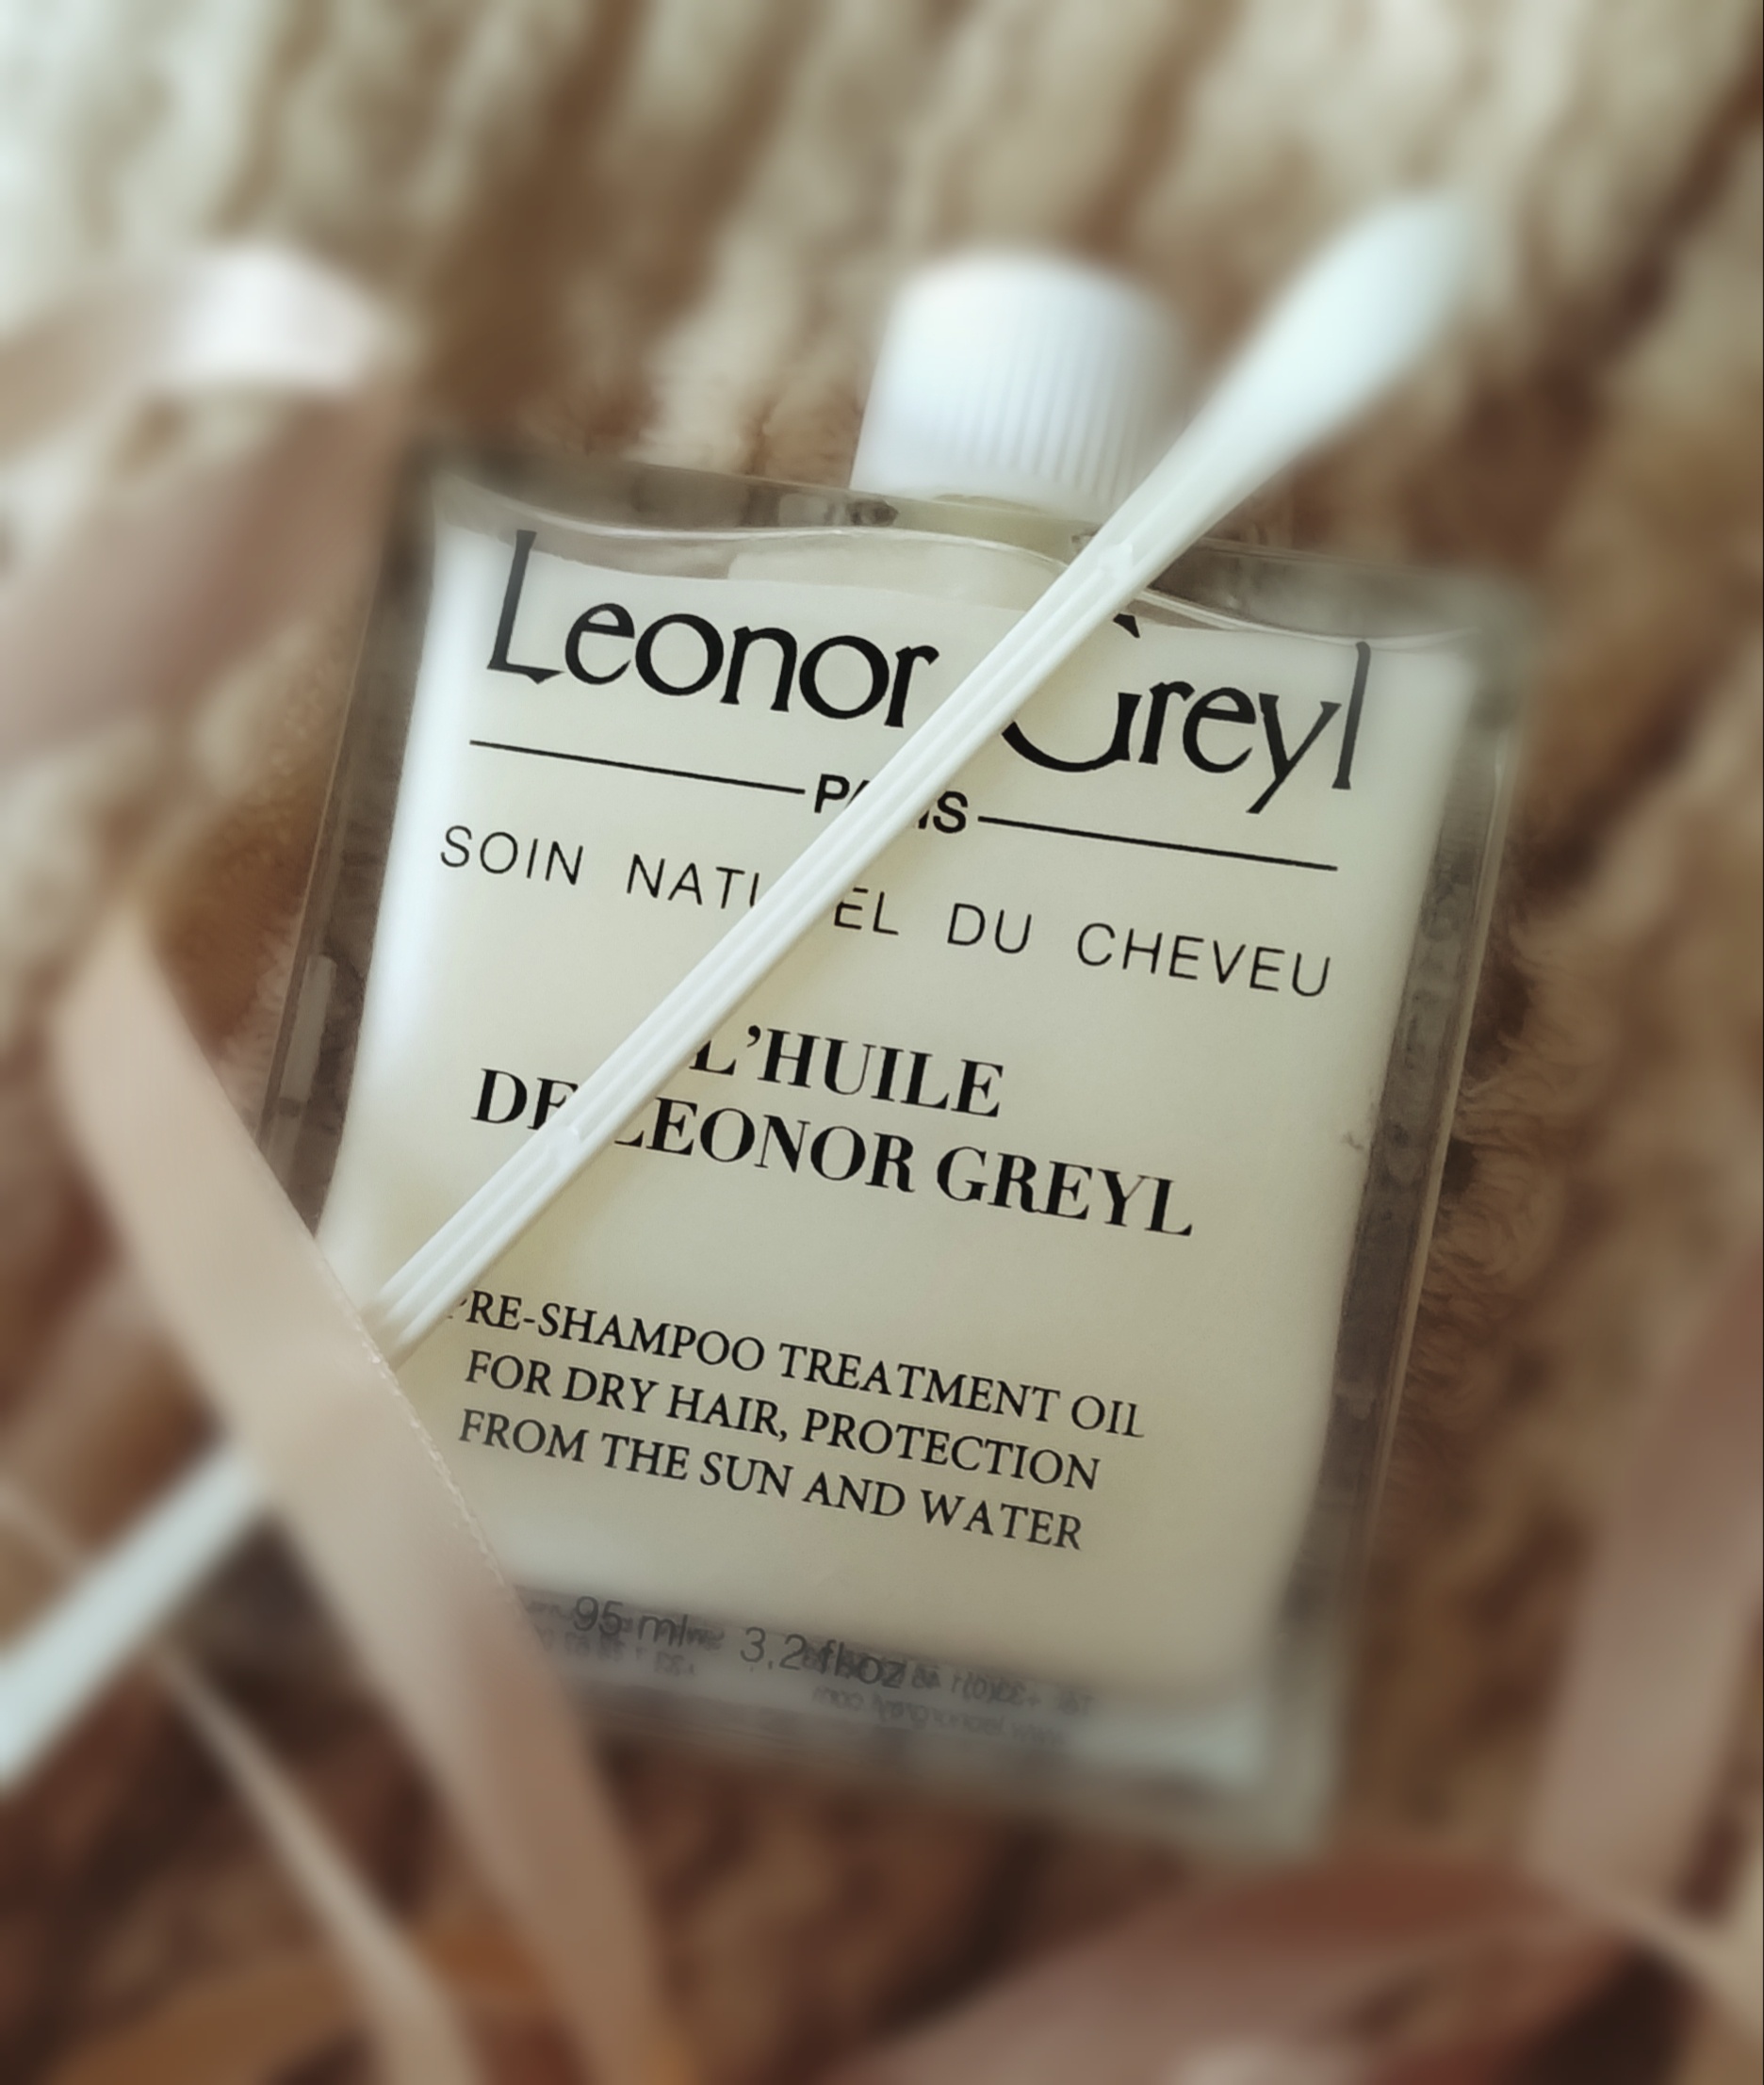 Leonor Greyl
PARIS
SOIN NATUREL DU CHEVEU
L'HUILE
DE LEONOR GREYL
PRE-SHAMPOO TREATMENT OIL
FOR DRY HAIR, PROTECTION
FROM THE SUN AND WATER
95 ml 3,2 fl.oz